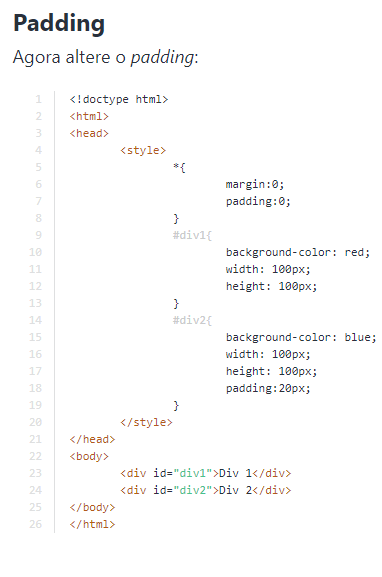 Padding
Agora altere o padding:
1 <!doctype html>
2 <html>
3 <head>
4 <style>
5 *{
6 margin:0;
7 padding:0;
8 }
9 #div1{
10 background-color: red;
11 width: 100px;
12 height: 100px;
13 }
14 #div2{
15 background-color: blue;
16 width: 100px;
17 height: 100px;
18 padding:20px;
19 }
20 </style>
21 </head>
22 <body>
23 <div id="div1">Div 1</div>
24 <div id="div2">Div 2</div>
25 </body>
26 </html>